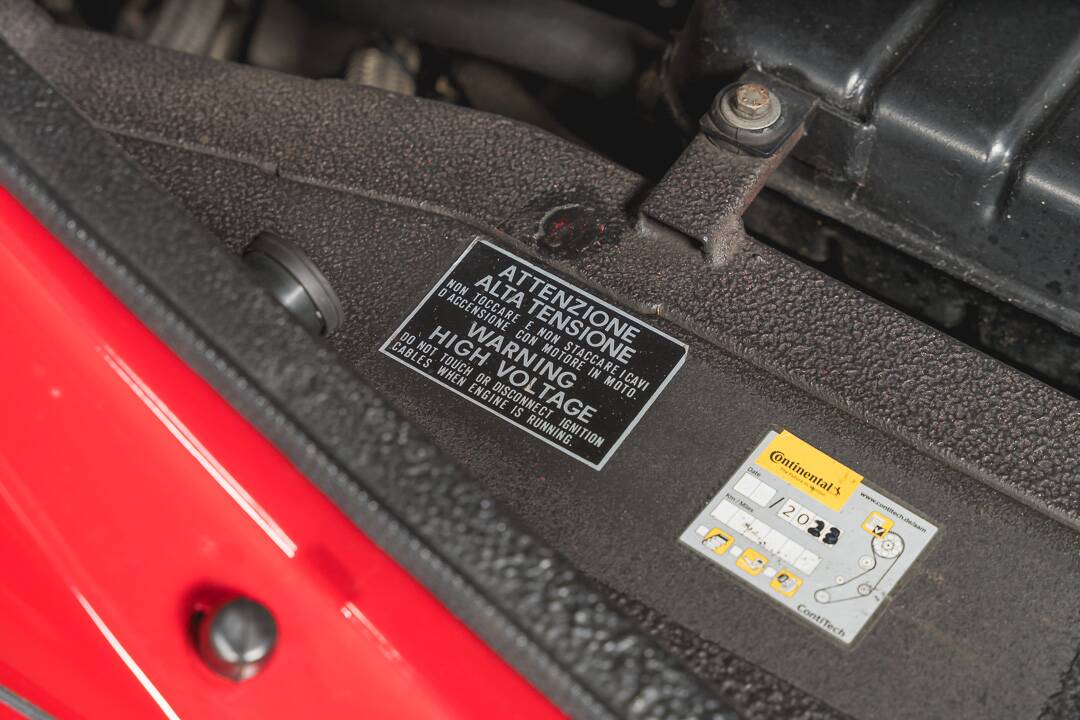 ATTENZIONE
ALTA TENSIONE
NON TOCCARE E NON STACCARE I CAVI
D'ACCENSIONE CON MOTORE IN MOTO.
WARNING
HIGH VOLTAGE
DO NOT TOUCH OR DISCONNECT IGNITION
CABLES WHEN ENGINE IS RUNNING.
Continental
www.contitech.de/aam
Date
/2023
Km / Miles
ContiTech